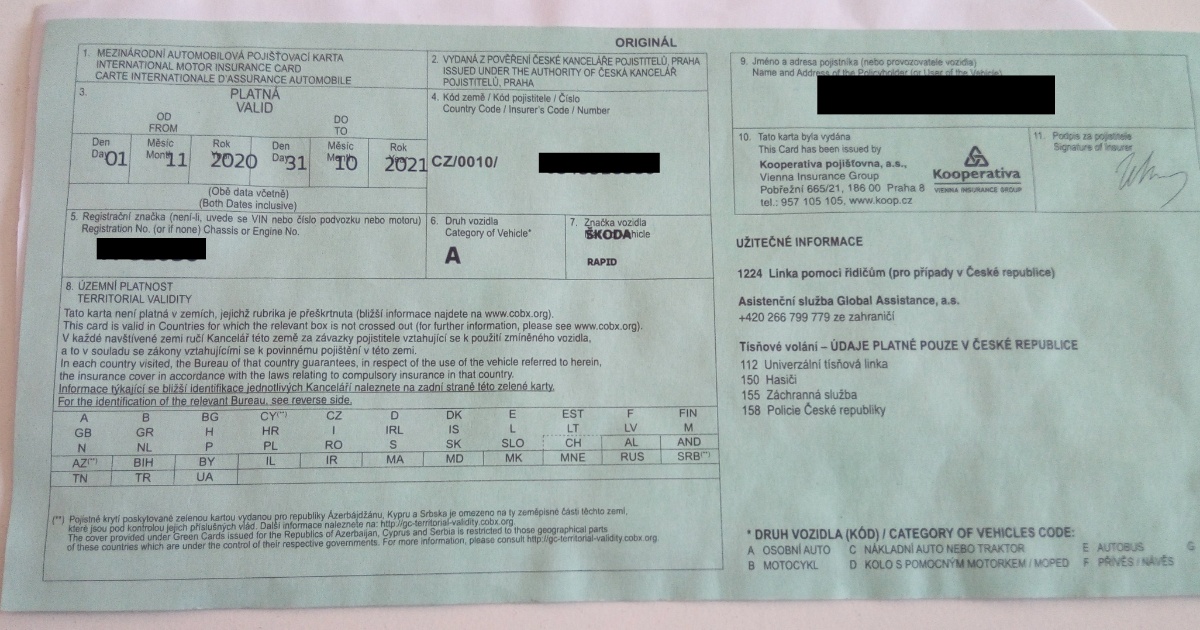 ORIGINÁL
1. MEZINÁRODNÍ AUTOMOBILOVÁ POJIŠŤOVACÍ KARTA
INTERNATIONAL MOTOR INSURANCE CARD
CARTE INTERNATIONALE D'ASSURANCE AUTOMOBILE
2. VYDANÁ Z POVĚŘENÍ ČESKÉ KANCELÁŘE POJISTITELŮ, PRAHA
ISSUED UNDER THE AUTHORITY OF ČESKÁ KANCELÁŘ
POJISTITELŮ, PRAHA
3. PLATNÁ
VALID
OD
FROM
DO
TO
Den Měsíc Rok Den Měsíc Rok
Day Month Year Day Month Year
01 11 2020 31 10 2021
(Obě data včetně)
(Both Dates inclusive)
4. Kód země / Kód pojistitele / Číslo
Country Code / Insurer's Code / Number
CZ/0010/
5. Registrační značka (není-li, uvede se VIN nebo číslo podvozku nebo motoru)
Registration No. (or if none) Chassis or Engine No.
6. Druh vozidla
Category of Vehicle*
A
7. Značka vozidla
ŠKODA
RAPID
8. ÚZEMNÍ PLATNOST
TERRITORIAL VALIDITY
Tato karta není platná v zemích, jejichž rubrika je přeškrtnuta (bližší informace najdete na www.cobx.org).
This card is valid in Countries for which the relevant box is not crossed out (for further information, please see www.cobx.org).
V každé navštívené zemi ručí Kancelář této země za závazky pojistitele vztahující se k použití zmíněného vozidla,
a to v souladu se zákony vztahujícími se k povinnému pojištění v této zemi.
In each country visited, the Bureau of that country guarantees, in respect of the use of the vehicle referred to herein,
the insurance cover in accordance with the laws relating to compulsory insurance in that country.
Informace týkající se bližší identifikace jednotlivých Kanceláří naleznete na zadní straně této zelené karty.
For the identification of the relevant Bureau, see reverse side.
A B BG CY(**) CZ D DK E EST F FIN
GB GR H HR I IRL IS L LT LV M
N NL P PL RO S SK SLO CH AL AND
AZ(**) BIH BY IL IR MA MD MK MNE RUS SRB(**)
TN TR UA
(**) Pojistné krytí poskytované zelenou kartou vydanou pro republiky Ázerbájdžánu, Kypru a Srbska je omezeno na ty zeměpisné části těchto zemí,
které jsou pod kontrolou jejich příslušných vlád. Další informace naleznete na: http://gc-territorial-validity.cobx.org.
The cover provided under Green Cards issued for the Republics of Azerbaijan, Cyprus and Serbia is restricted to those geographical parts
of these countries which are under the control of their respective governments. For more information, please consult http://gc-territorial-validity.cobx.org.
9. Jméno a adresa pojistníka (nebo provozovatele vozidla)
Name and Address of the Policyholder (or User of the Vehicle)
10. Tato karta byla vydána
This Card has been issued by
Kooperativa pojišťovna, a.s.,
Vienna Insurance Group
Pobřežní 665/21, 186 00 Praha 8
tel.: 957 105 105, www.koop.cz
Kooperativa
VIENNA INSURANCE GROUP
11. Podpis za pojistitele
Signature of Insurer
UŽITEČNÉ INFORMACE
1224 Linka pomoci řidičům (pro případy v České republice)
Asistenční služba Global Assistance, a.s.
+420 266 799 779 ze zahraničí
Tísňové volání – ÚDAJE PLATNÉ POUZE V ČESKÉ REPUBLICE
112 Univerzální tísňová linka
150 Hasiči
155 Záchranná služba
158 Policie České republiky
* DRUH VOZIDLA (KÓD) / CATEGORY OF VEHICLES CODE:
A OSOBNÍ AUTO C NÁKLADNÍ AUTO NEBO TRAKTOR E AUTOBUS G
B MOTOCYKL D KOLO S POMOCNÝM MOTORKEM / MOPED F PŘÍVĚS / NÁVĚS